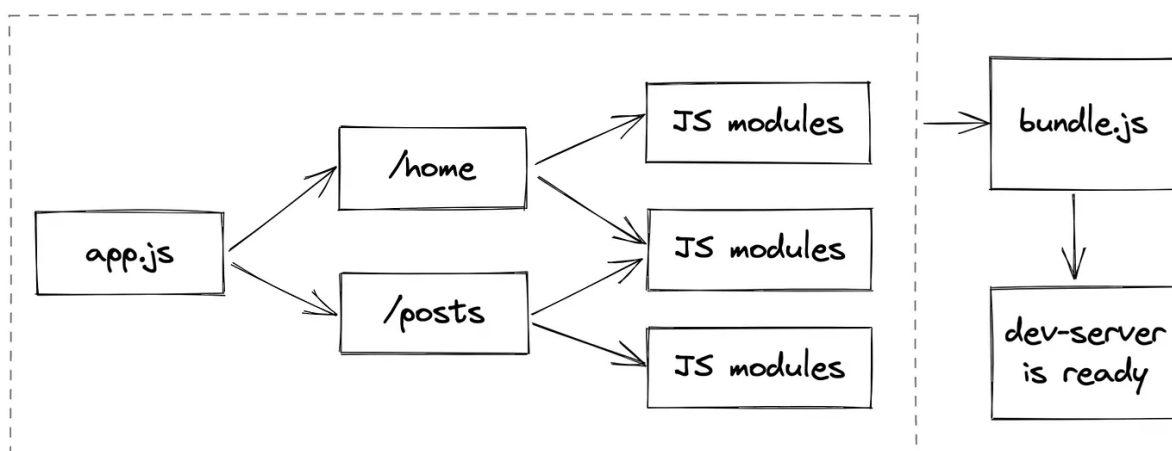 app.js
/home
/posts
JS modules
JS modules
JS modules
bundle.js
dev-server
is ready